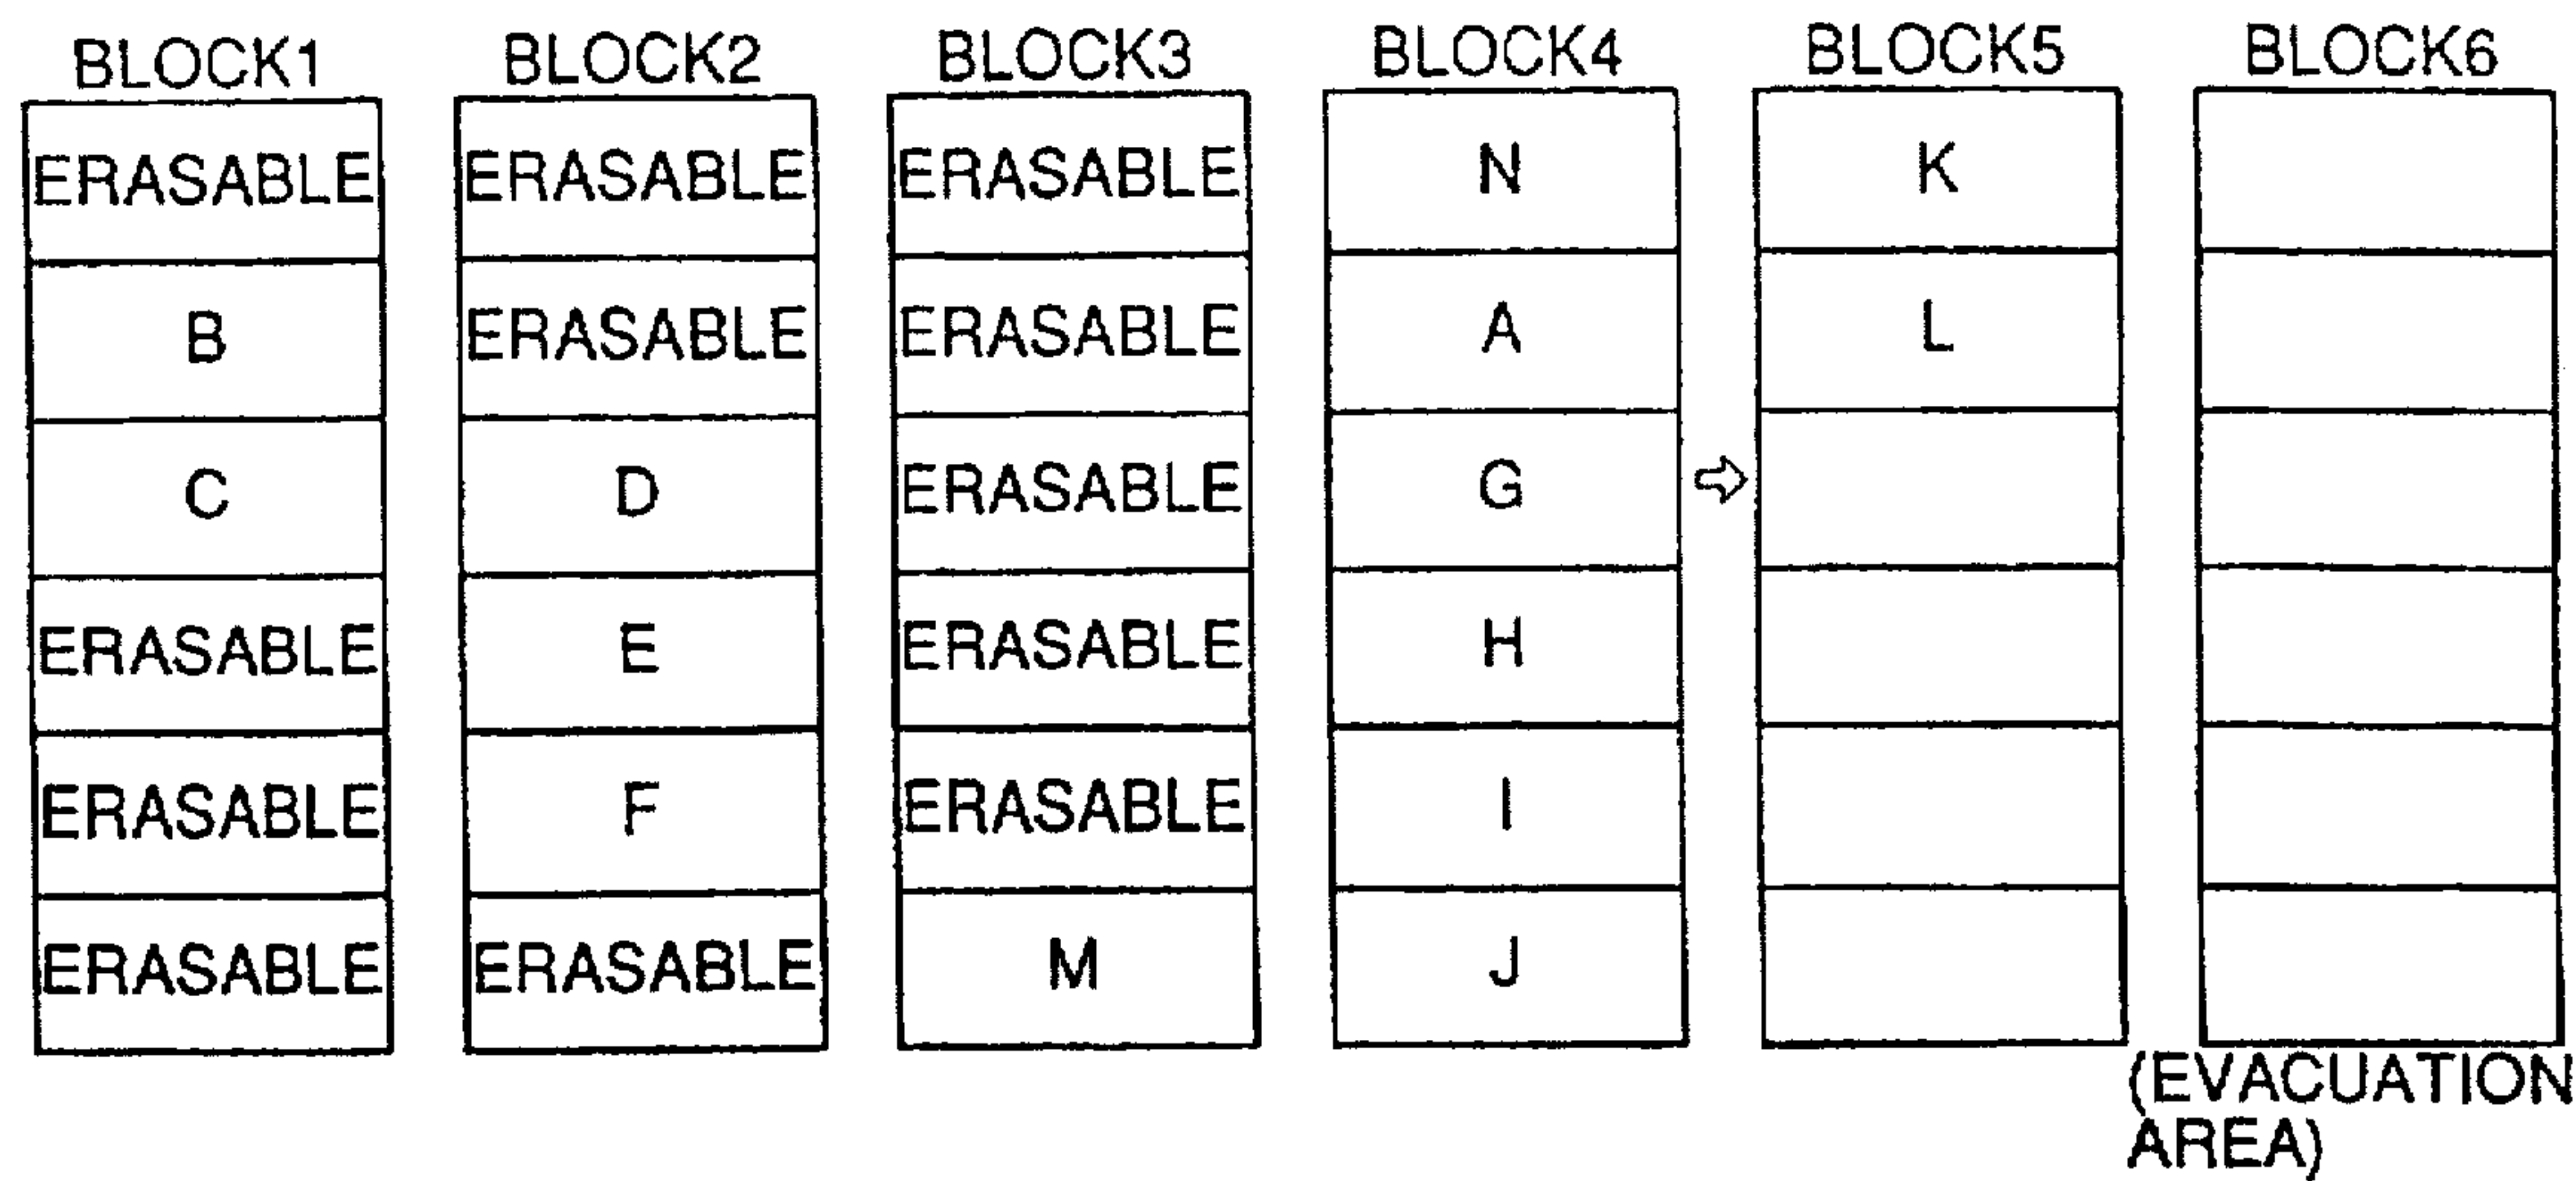 BLOCK1 BLOCK2 BLOCK3 BLOCK4 BLOCK5 BLOCK6
ERASABLE ERASABLE ERASABLE N K
B ERASABLE ERASABLE A L
C D ERASABLE G
ERASABLE E ERASABLE H
ERASABLE F ERASABLE I
ERASABLE ERASABLE M J
(EVACUATION
AREA)